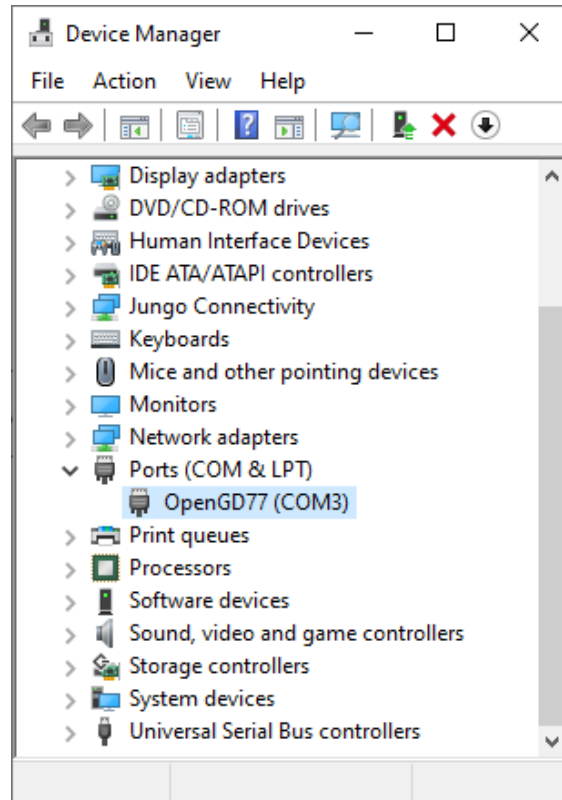 Device Manager
File Action View Help
Display adapters
DVD/CD-ROM drives
Human Interface Devices
IDE ATA/ATAPI controllers
Jungo Connectivity
Keyboards
Mice and other pointing devices
Monitors
Network adapters
Ports (COM & LPT)
OpenGD77 (COM3)
Print queues
Processors
Software devices
Sound, video and game controllers
Storage controllers
System devices
Universal Serial Bus controllers